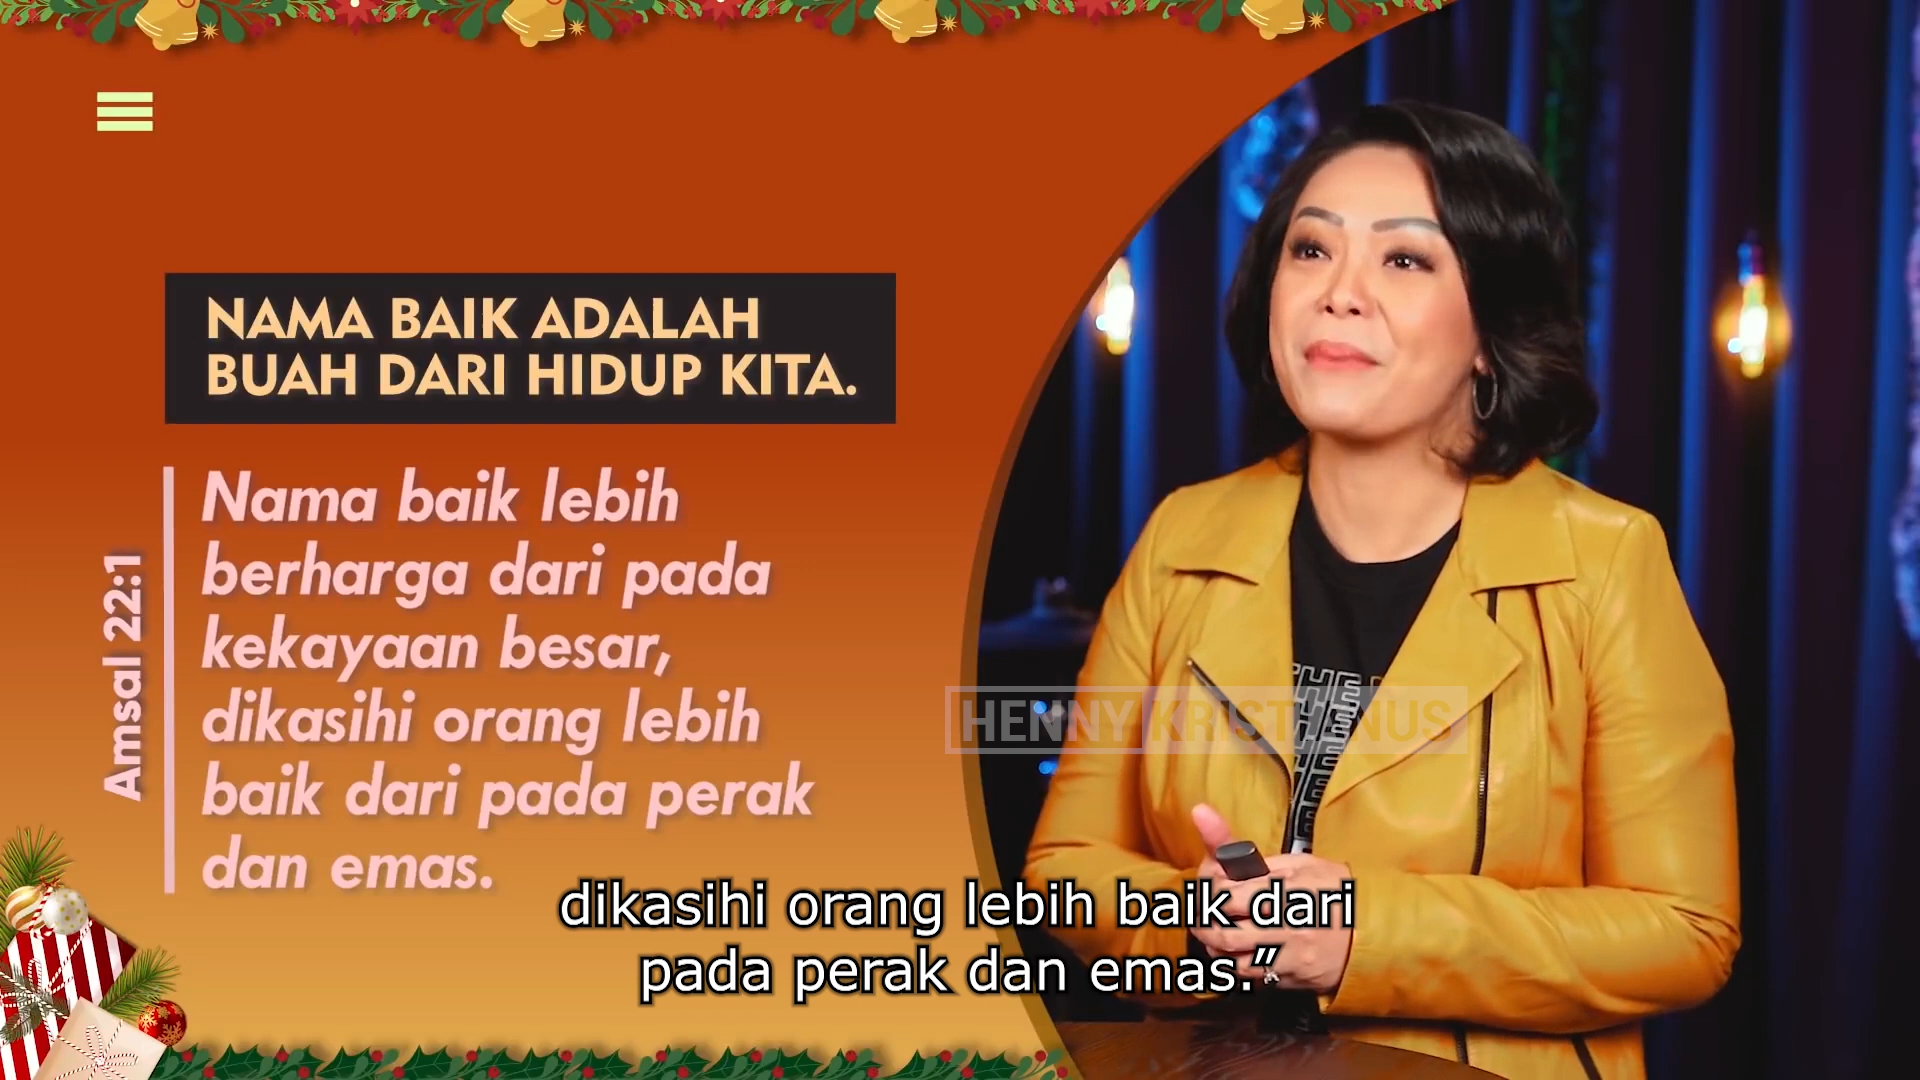 NAMA BAIK ADALAH
BUAH DARI HIDUP KITA.
Amsal 22:1
Nama baik lebih
berharga dari pada
kekayaan besar,
dikasihi orang lebih
baik dari pada perak
dan emas.
HENNY KRISTIANUS
dikasihi orang lebih baik dari
pada perak dan emas.”